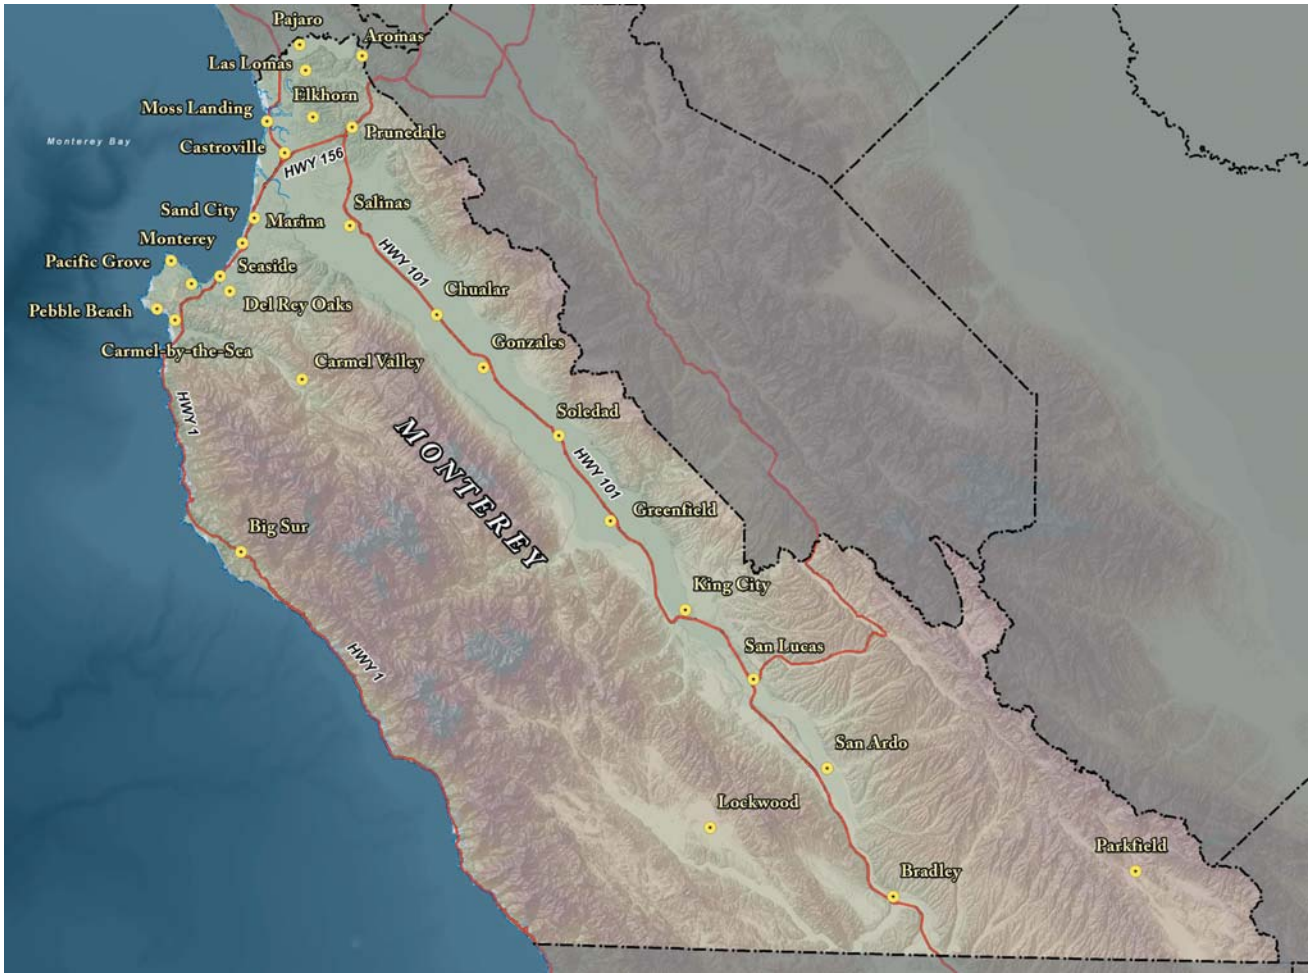 Pajaro
Aromas
Las Lomas
Elkhorn
Moss Landing
Prunedale
Monterey Bay
Castroville
HWY 156
Sand City
Marina
Salinas
Monterey
HWY 101
Pacific Grove
Seaside
Chualar
Del Rey Oaks
Pebble Beach
Gonzales
Carmel-by-the-Sea
Carmel Valley
HWY 1
Soledad
MONTEREY
HWY 101
Greenfield
Big Sur
King City
San Lucas
HWY 1
San Ardo
Lockwood
Parkfield
Bradley